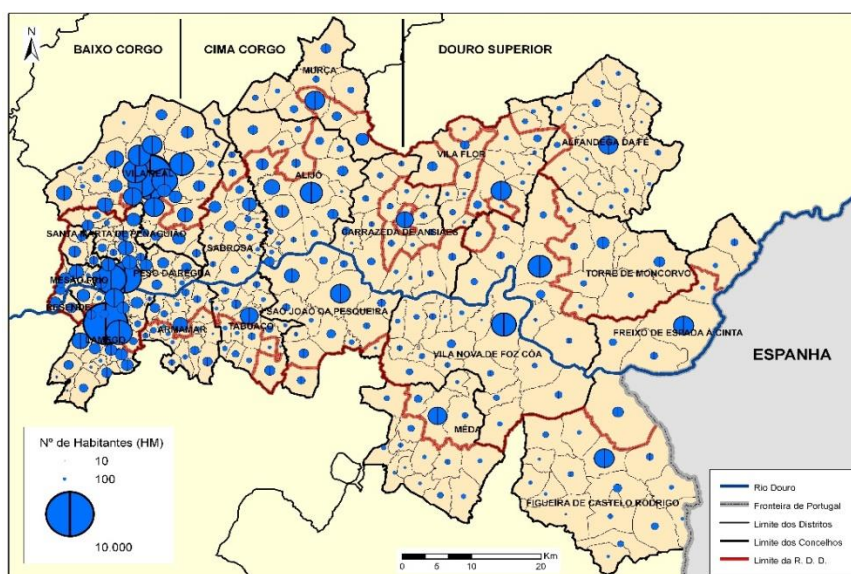 N
BAIXO CORGO
CIMA CORGO
DOURO SUPERIOR
MURÇA
ALFANDEGA DA FÉ
VILA FLOR
VILA REAL
ALIJÓ
CARRAZEDA DE ANSIÃES
SANTA MARTA DE PENAGUIÃO
SABROSA
MESÃO FRIO
PESO DA REGUA
TORRE DE MONCORVO
RESENDE
SAO JOAO DA PESQUEIRA
ARMAMAR
TABUAÇO
LAMEGO
FREIXO DE ESPADA À CINTA
VILA NOVA DE FOZ CÔA
ESPANHA
MÊDA
FIGUEIRA DE CASTELO RODRIGO
Nº de Habitantes (HM)
10
100
10.000
Km
0 5 10 20
Rio Douro
Fronteira de Portugal
Limite dos Distritos
Limite dos Concelhos
Limite da R. D. D.